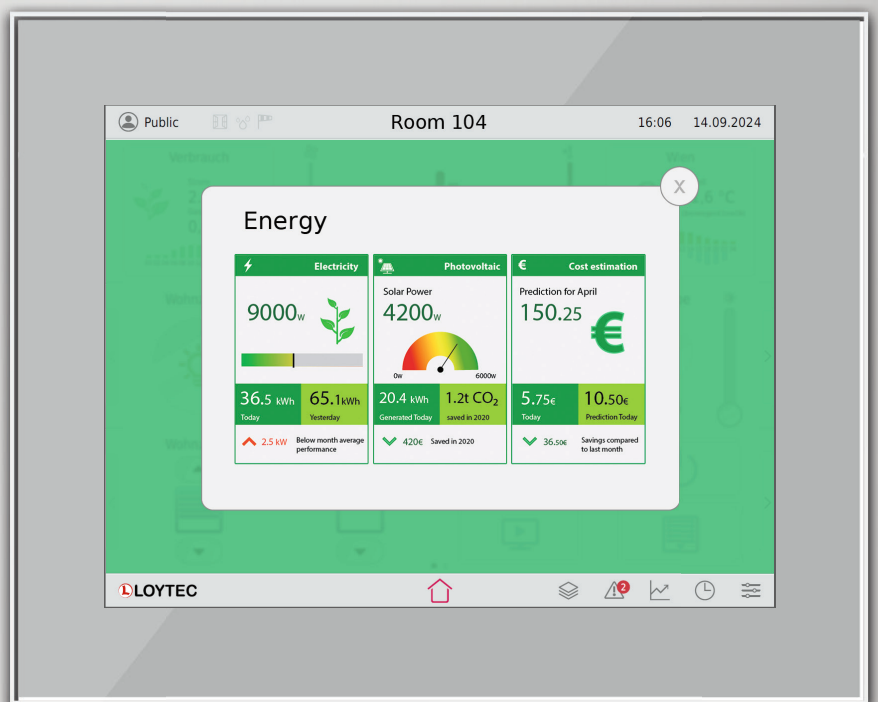 Public
Room 104
16:06 14.09.2024
Verbrauch
X
Energy
Electricity
9000w
36.5 kWh
Today
65.1kWh
Yesterday
2.5 kW
Below month average
performance
Photovoltaic
Solar Power
4200w
0w
6000w
20.4 kWh
Generated Today
1.2t CO₂
saved in 2020
420€
Saved in 2020
€
Cost estimation
Prediction for April
150.25
€
5.75€
Today
10.50€
Prediction Today
36.50€
Savings compared
to last month
LLOYTEC
2